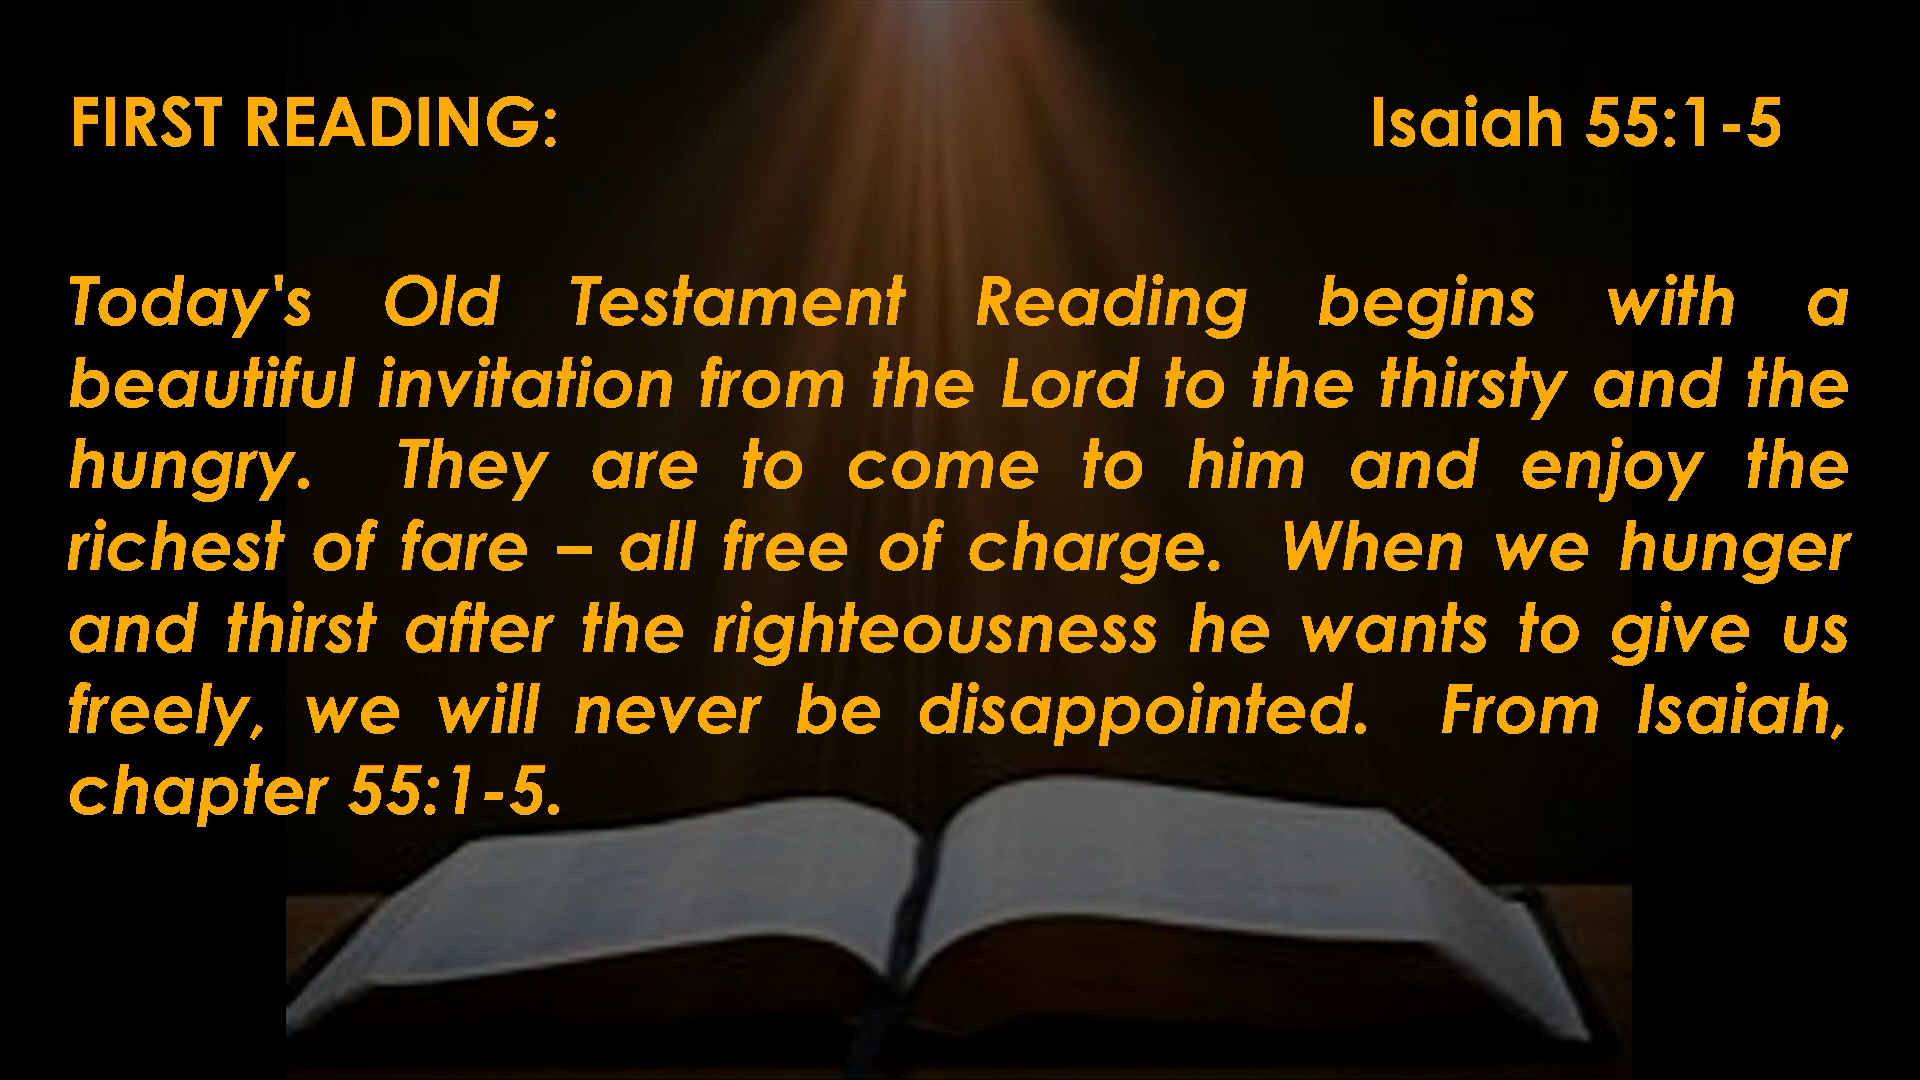 FIRST READING: Isaiah 55:1-5
Today's Old Testament Reading begins with a
beautiful invitation from the Lord to the thirsty and the
hungry.  They are to come to him and enjoy the
richest of fare – all free of charge.  When we hunger
and thirst after the righteousness he wants to give us
freely, we will never be disappointed.  From Isaiah,
chapter 55:1-5.